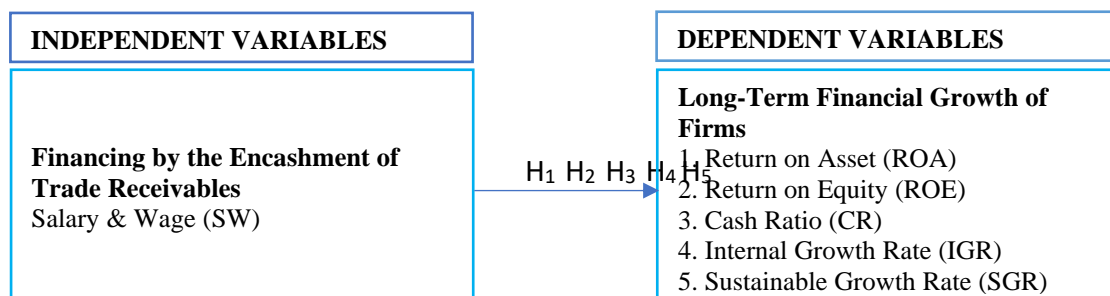 INDEPENDENT VARIABLES
Financing by the Encashment of
Trade Receivables
Salary & Wage (SW)
H₁ H₂ H₃ H₄ H₅
DEPENDENT VARIABLES
Long-Term Financial Growth of
Firms
1. Return on Asset (ROA)
2. Return on Equity (ROE)
3. Cash Ratio (CR)
4. Internal Growth Rate (IGR)
5. Sustainable Growth Rate (SGR)